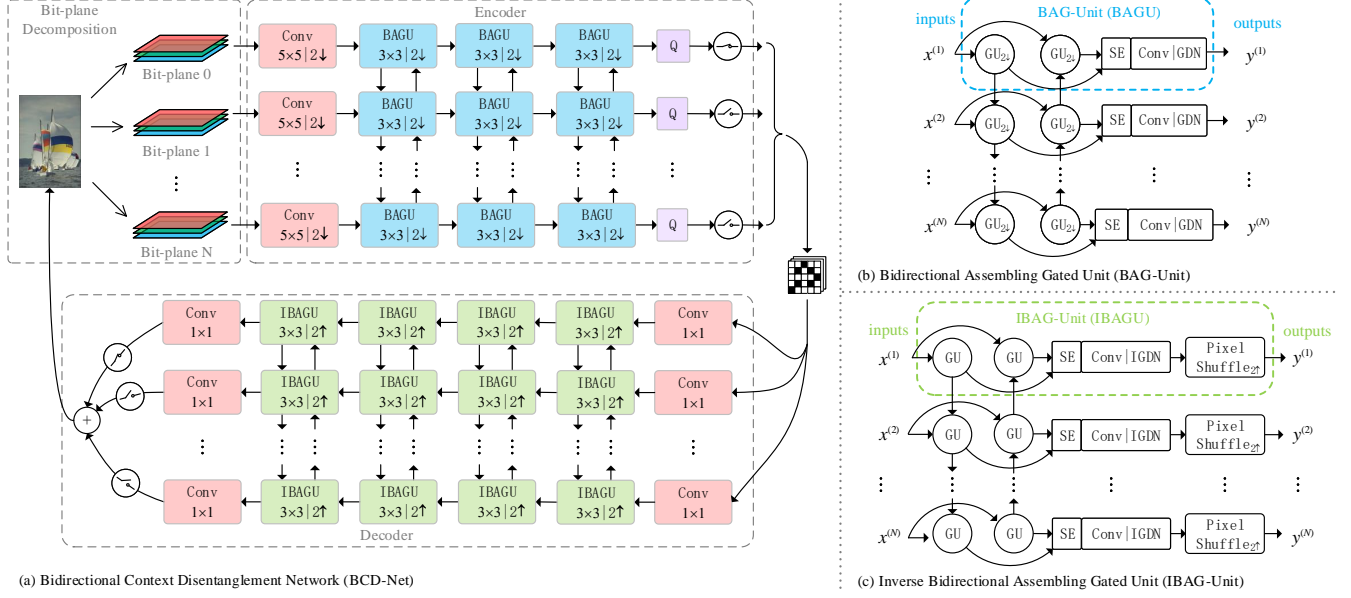 Bit-plane
Decomposition
Bit-plane 0
Bit-plane 1
⋮
Bit-plane N
Encoder
Conv
5×5|2↓
BAGU
3×3|2↓
BAGU
3×3|2↓
BAGU
3×3|2↓
Q
Conv
5×5|2↓
BAGU
3×3|2↓
BAGU
3×3|2↓
BAGU
3×3|2↓
Q
⋮ ⋮ ⋮ ⋮ ⋮
Conv
5×5|2↓
BAGU
3×3|2↓
BAGU
3×3|2↓
BAGU
3×3|2↓
Q
Conv
1×1
IBAGU
3×3|2↑
IBAGU
3×3|2↑
IBAGU
3×3|2↑
IBAGU
3×3|2↑
Conv
1×1
Conv
1×1
IBAGU
3×3|2↑
IBAGU
3×3|2↑
IBAGU
3×3|2↑
IBAGU
3×3|2↑
Conv
1×1
+
⋮ ⋮ ⋮ ⋮ ⋮ ⋮
Conv
1×1
IBAGU
3×3|2↑
IBAGU
3×3|2↑
IBAGU
3×3|2↑
IBAGU
3×3|2↑
Conv
1×1
Decoder
(a) Bidirectional Context Disentanglement Network (BCD-Net)
inputs BAG-Unit (BAGU) outputs
x⁽¹⁾ GU₂↓ GU₂↓ SE Conv|GDN y⁽¹⁾
x⁽²⁾ GU₂↓ GU₂↓ SE Conv|GDN y⁽²⁾
⋮ ⋮ ⋮ ⋮ ⋮
x⁽ᴺ⁾ GU₂↓ GU₂↓ SE Conv|GDN y⁽ᴺ⁾
(b) Bidirectional Assembling Gated Unit (BAG-Unit)
inputs IBAG-Unit (IBAGU) outputs
x⁽¹⁾ GU GU SE Conv|IGDN Pixel
Shuffle₂↑ y⁽¹⁾
x⁽²⁾ GU GU SE Conv|IGDN Pixel
Shuffle₂↑ y⁽²⁾
⋮ ⋮ ⋮ ⋮ ⋮ ⋮
x⁽ᴺ⁾ GU GU SE Conv|IGDN Pixel
Shuffle₂↑ y⁽ᴺ⁾
(c) Inverse Bidirectional Assembling Gated Unit (IBAG-Unit)